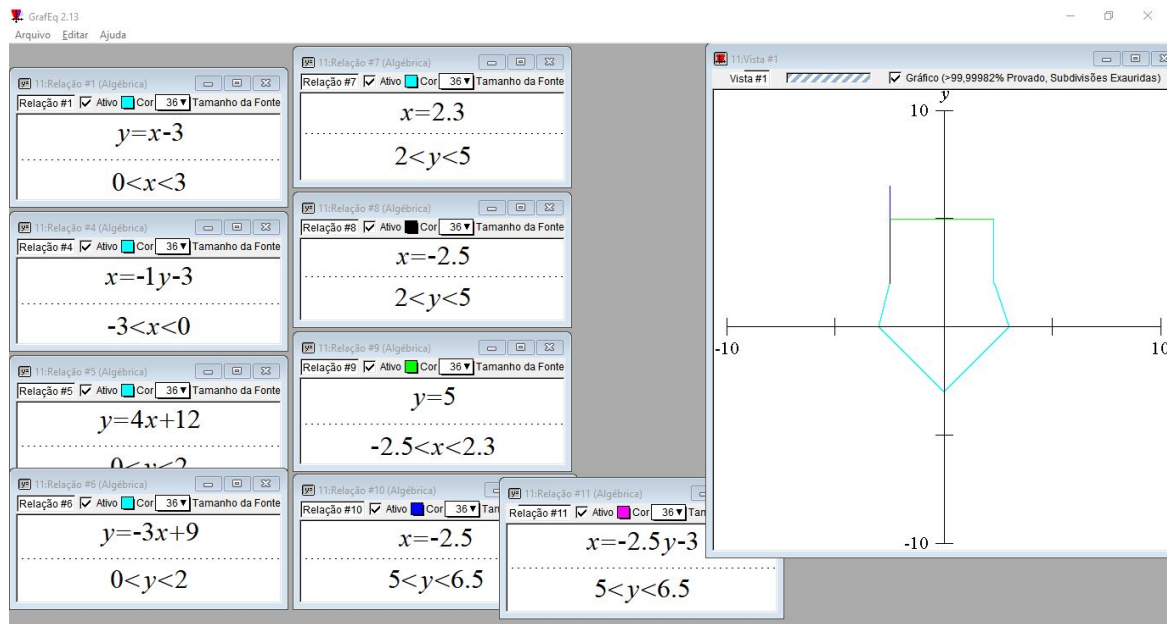 GrafEq 2.13
Arquivo Editar Ajuda
11:Relação #1 (Algébrica)
Relação #1 Ativo Cor 36 Tamanho da Fonte
y=x-3
0<x<3
11:Relação #4 (Algébrica)
Relação #4 Ativo Cor 36 Tamanho da Fonte
x=-1y-3
-3<x<0
11:Relação #5 (Algébrica)
Relação #5 Ativo Cor 36 Tamanho da Fonte
y=4x+12
0<y<2
11:Relação #6 (Algébrica)
Relação #6 Ativo Cor 36 Tamanho da Fonte
y=-3x+9
0<y<2
11:Relação #7 (Algébrica)
Relação #7 Ativo Cor 36 Tamanho da Fonte
x=2.3
2<y<5
11:Relação #8 (Algébrica)
Relação #8 Ativo Cor 36 Tamanho da Fonte
x=-2.5
2<y<5
11:Relação #9 (Algébrica)
Relação #9 Ativo Cor 36 Tamanho da Fonte
y=5
-2.5<x<2.3
11:Relação #10 (Algébrica)
Relação #10 Ativo Cor 36 Tam
x=-2.5
5<y<6.5
11:Relação #11 (Algébrica)
Relação #11 Ativo Cor 36 Tam
x=-2.5y-3
5<y<6.5
11:Vista #1
Vista #1 Gráfico (>99,99982% Provado, Subdivisões Exauridas)
y
10
-10
10
-10